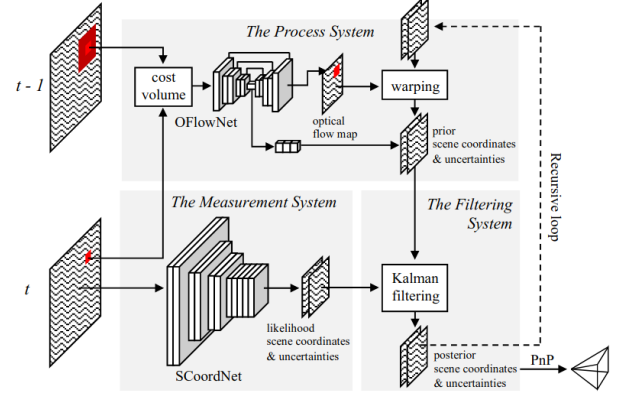 The Process System
t - 1
cost
volume
OFlowNet
optical
flow map
warping
prior
scene coordinates
& uncertainties
Recursive loop
The Measurement System
The Filtering
System
t
Kalman
filtering
likelihood
scene coordinates
& uncertainties
SCoordNet
posterior
scene coordinates
& uncertainties
PnP